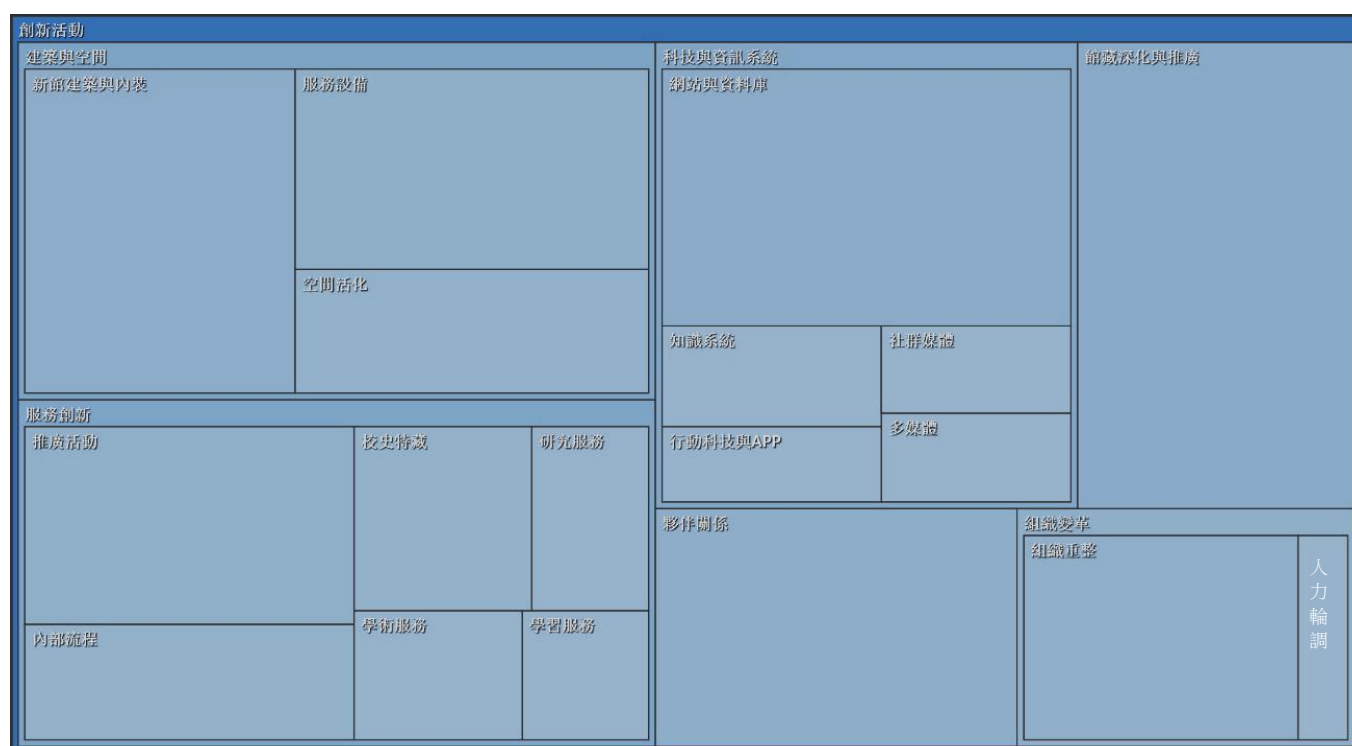 創新活動
建築與空間
新館建築與內裝
服務設備
空間活化
服務創新
推廣活動
校史特藏
研究服務
內部流程
學術服務
學習服務
科技與資訊系統
網站與資料庫
知識系統
社群媒體
行動科技與APP
多媒體
館藏深化與推廣
夥伴關係
組織變革
組織重整
人力輪調